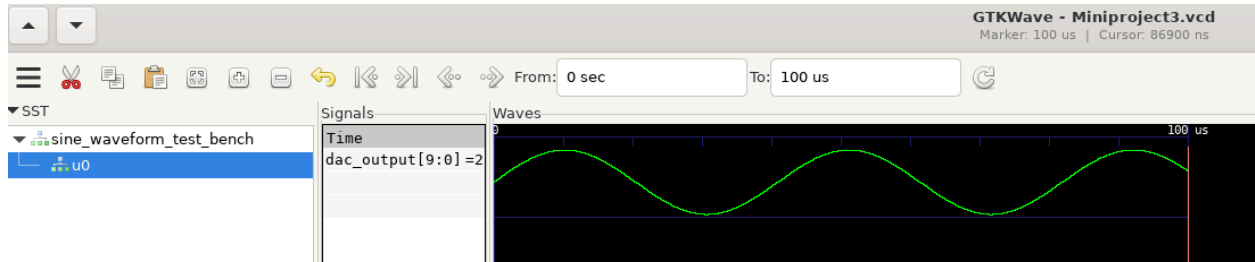 GTKWave - Miniproject3.vcd
Marker: 100 us | Cursor: 86900 ns
From: 0 sec To: 100 us
SST
Signals
Waves
sine_waveform_test_bench
u0
Time
dac_output[9:0] =2
0
100 us